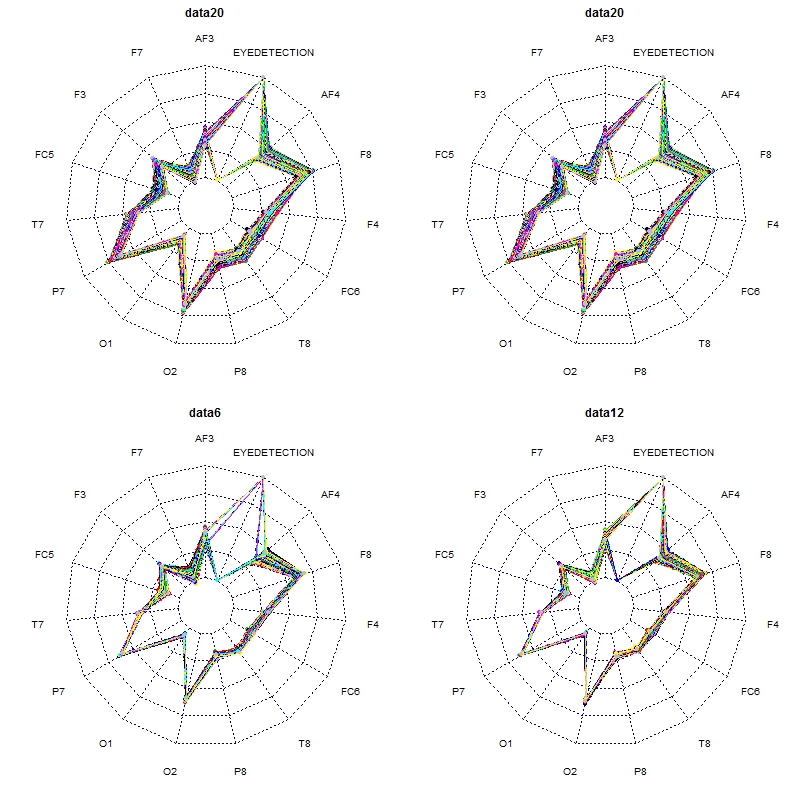 data20
AF3
EYEDETECTION
F7
AF4
F3
F8
FC5
F4
T7
FC6
P7
T8
O1
P8
O2
data20
AF3
EYEDETECTION
F7
AF4
F3
F8
FC5
F4
T7
FC6
P7
T8
O1
P8
O2
data6
AF3
EYEDETECTION
F7
AF4
F3
F8
FC5
F4
T7
FC6
P7
T8
O1
P8
O2
data12
AF3
EYEDETECTION
F7
AF4
F3
F8
FC5
F4
T7
FC6
P7
T8
O1
P8
O2